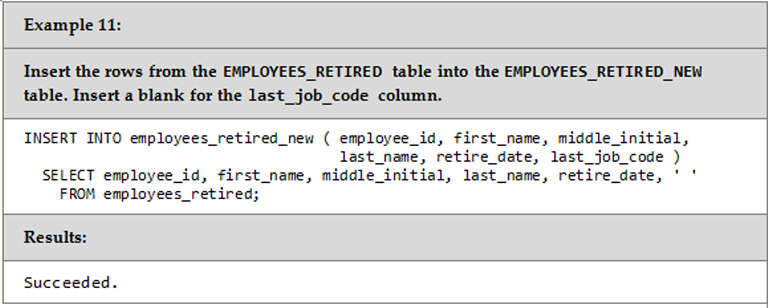 Example 11:
Insert the rows from the EMPLOYEES_RETIRED table into the EMPLOYEES_RETIRED_NEW
table. Insert a blank for the last_job_code column.
INSERT INTO employees_retired_new ( employee_id, first_name, middle_initial,
last_name, retire_date, last_job_code )
SELECT employee_id, first_name, middle_initial, last_name, retire_date, ' '
FROM employees_retired;
Results:
Succeeded.